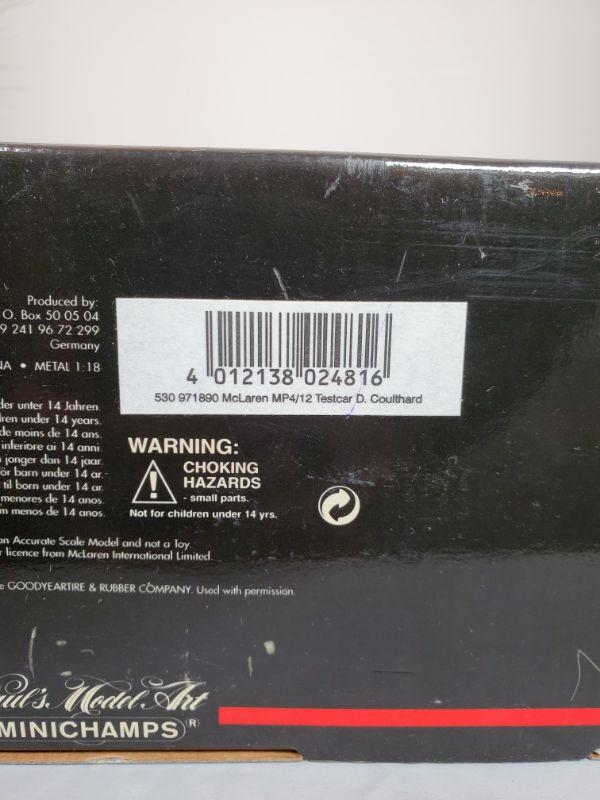 Produced by:
O. Box 50 05 04
9 241 96 72 299
Germany
NA • METAL 1:18
4 012138 024816
530 971890 McLaren MP4/12 Testcar D. Coulthard
der unter 14 Jahren.
ren under 14 years.
de moins de 14 ans.
inferiore ai 14 anni.
jonger dan 14 jaar.
ör barn under 14 ar.
til born under 14 ar.
menores de 14 anos.
m menos de 14 anos.
WARNING:
CHOKING
HAZARDS
- small parts.
Not for children under 14 yrs.
an Accurate Scale Model and not a Toy.
r licence from McLaren International Limited.
e GOODYEARTIRE & RUBBER COMPANY. Used with permission.
Paul's Model Art
MINICHAMPS (R)